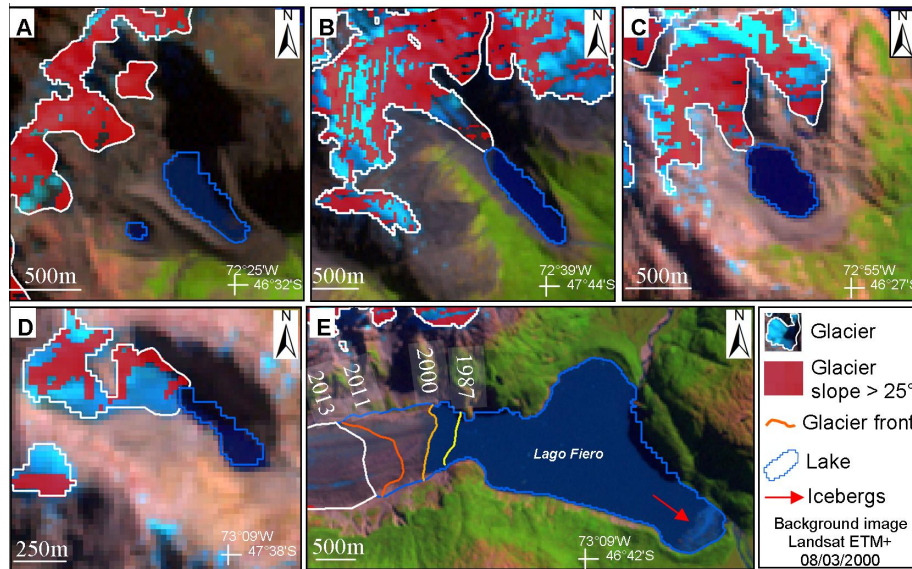 A
N
500m
72°25'W
46°32'S
B
N
500m
72°39'W
47°44'S
C
N
500m
72°55'W
46°27'S
D
N
250m
73°09'W
47°38'S
E
N
2013
2011
2000
1987
Lago Fiero
500m
73°09'W
46°42'S
Glacier
Glacier
slope > 25°
Glacier front
Lake
Icebergs
Background image
Landsat ETM+
08/03/2000